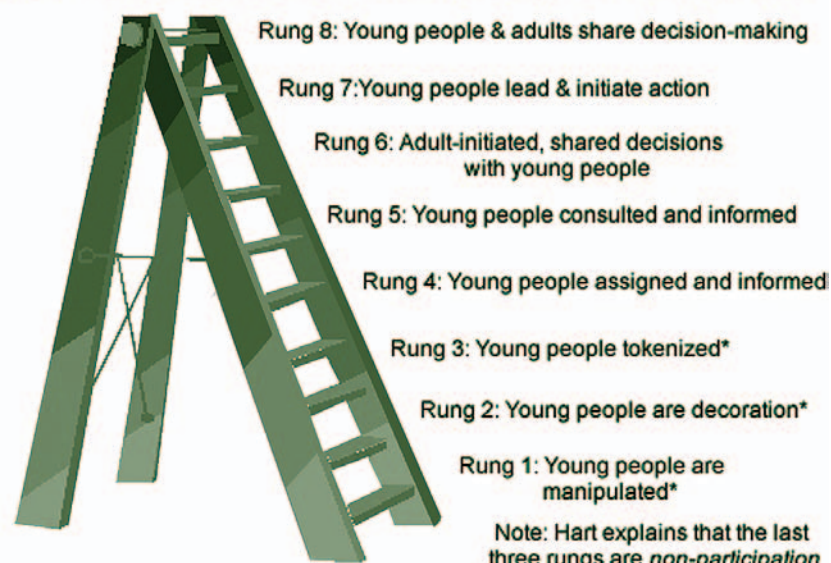 Rung 8: Young people & adults share decision-making
Rung 7:Young people lead & initiate action
Rung 6: Adult-initiated, shared decisions
with young people
Rung 5: Young people consulted and informed
Rung 4: Young people assigned and informed
Rung 3: Young people tokenized*
Rung 2: Young people are decoration*
Rung 1: Young people are
manipulated*
Note: Hart explains that the last
three rungs are non-participation